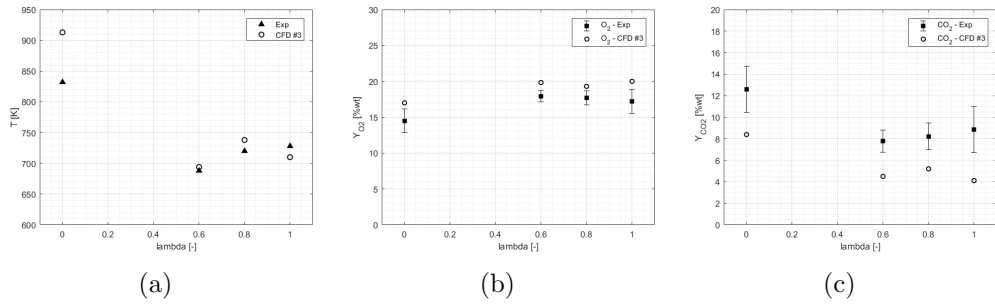 950
900
850
800
750
700
650
600
T [K]
0
0.2
0.4
0.6
0.8
1
lambda [-]
Exp
CFD #3
(a)
30
25
20
15
10
5
0
Y_O2 [%wt]
0
0.2
0.4
0.6
0.8
1
lambda [-]
O_2 - Exp
O_2 - CFD #3
(b)
20
18
16
14
12
10
8
6
4
2
0
Y_CO2 [%wt]
0
0.2
0.4
0.6
0.8
1
lambda [-]
CO_2 - Exp
CO_2 - CFD #3
(c)